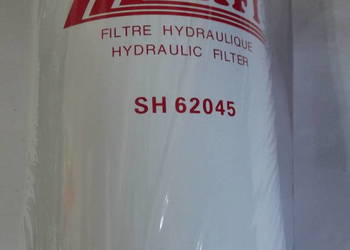 FILTRE HYDRAULIQUE
HYDRAULIC FILTER
SH 62045